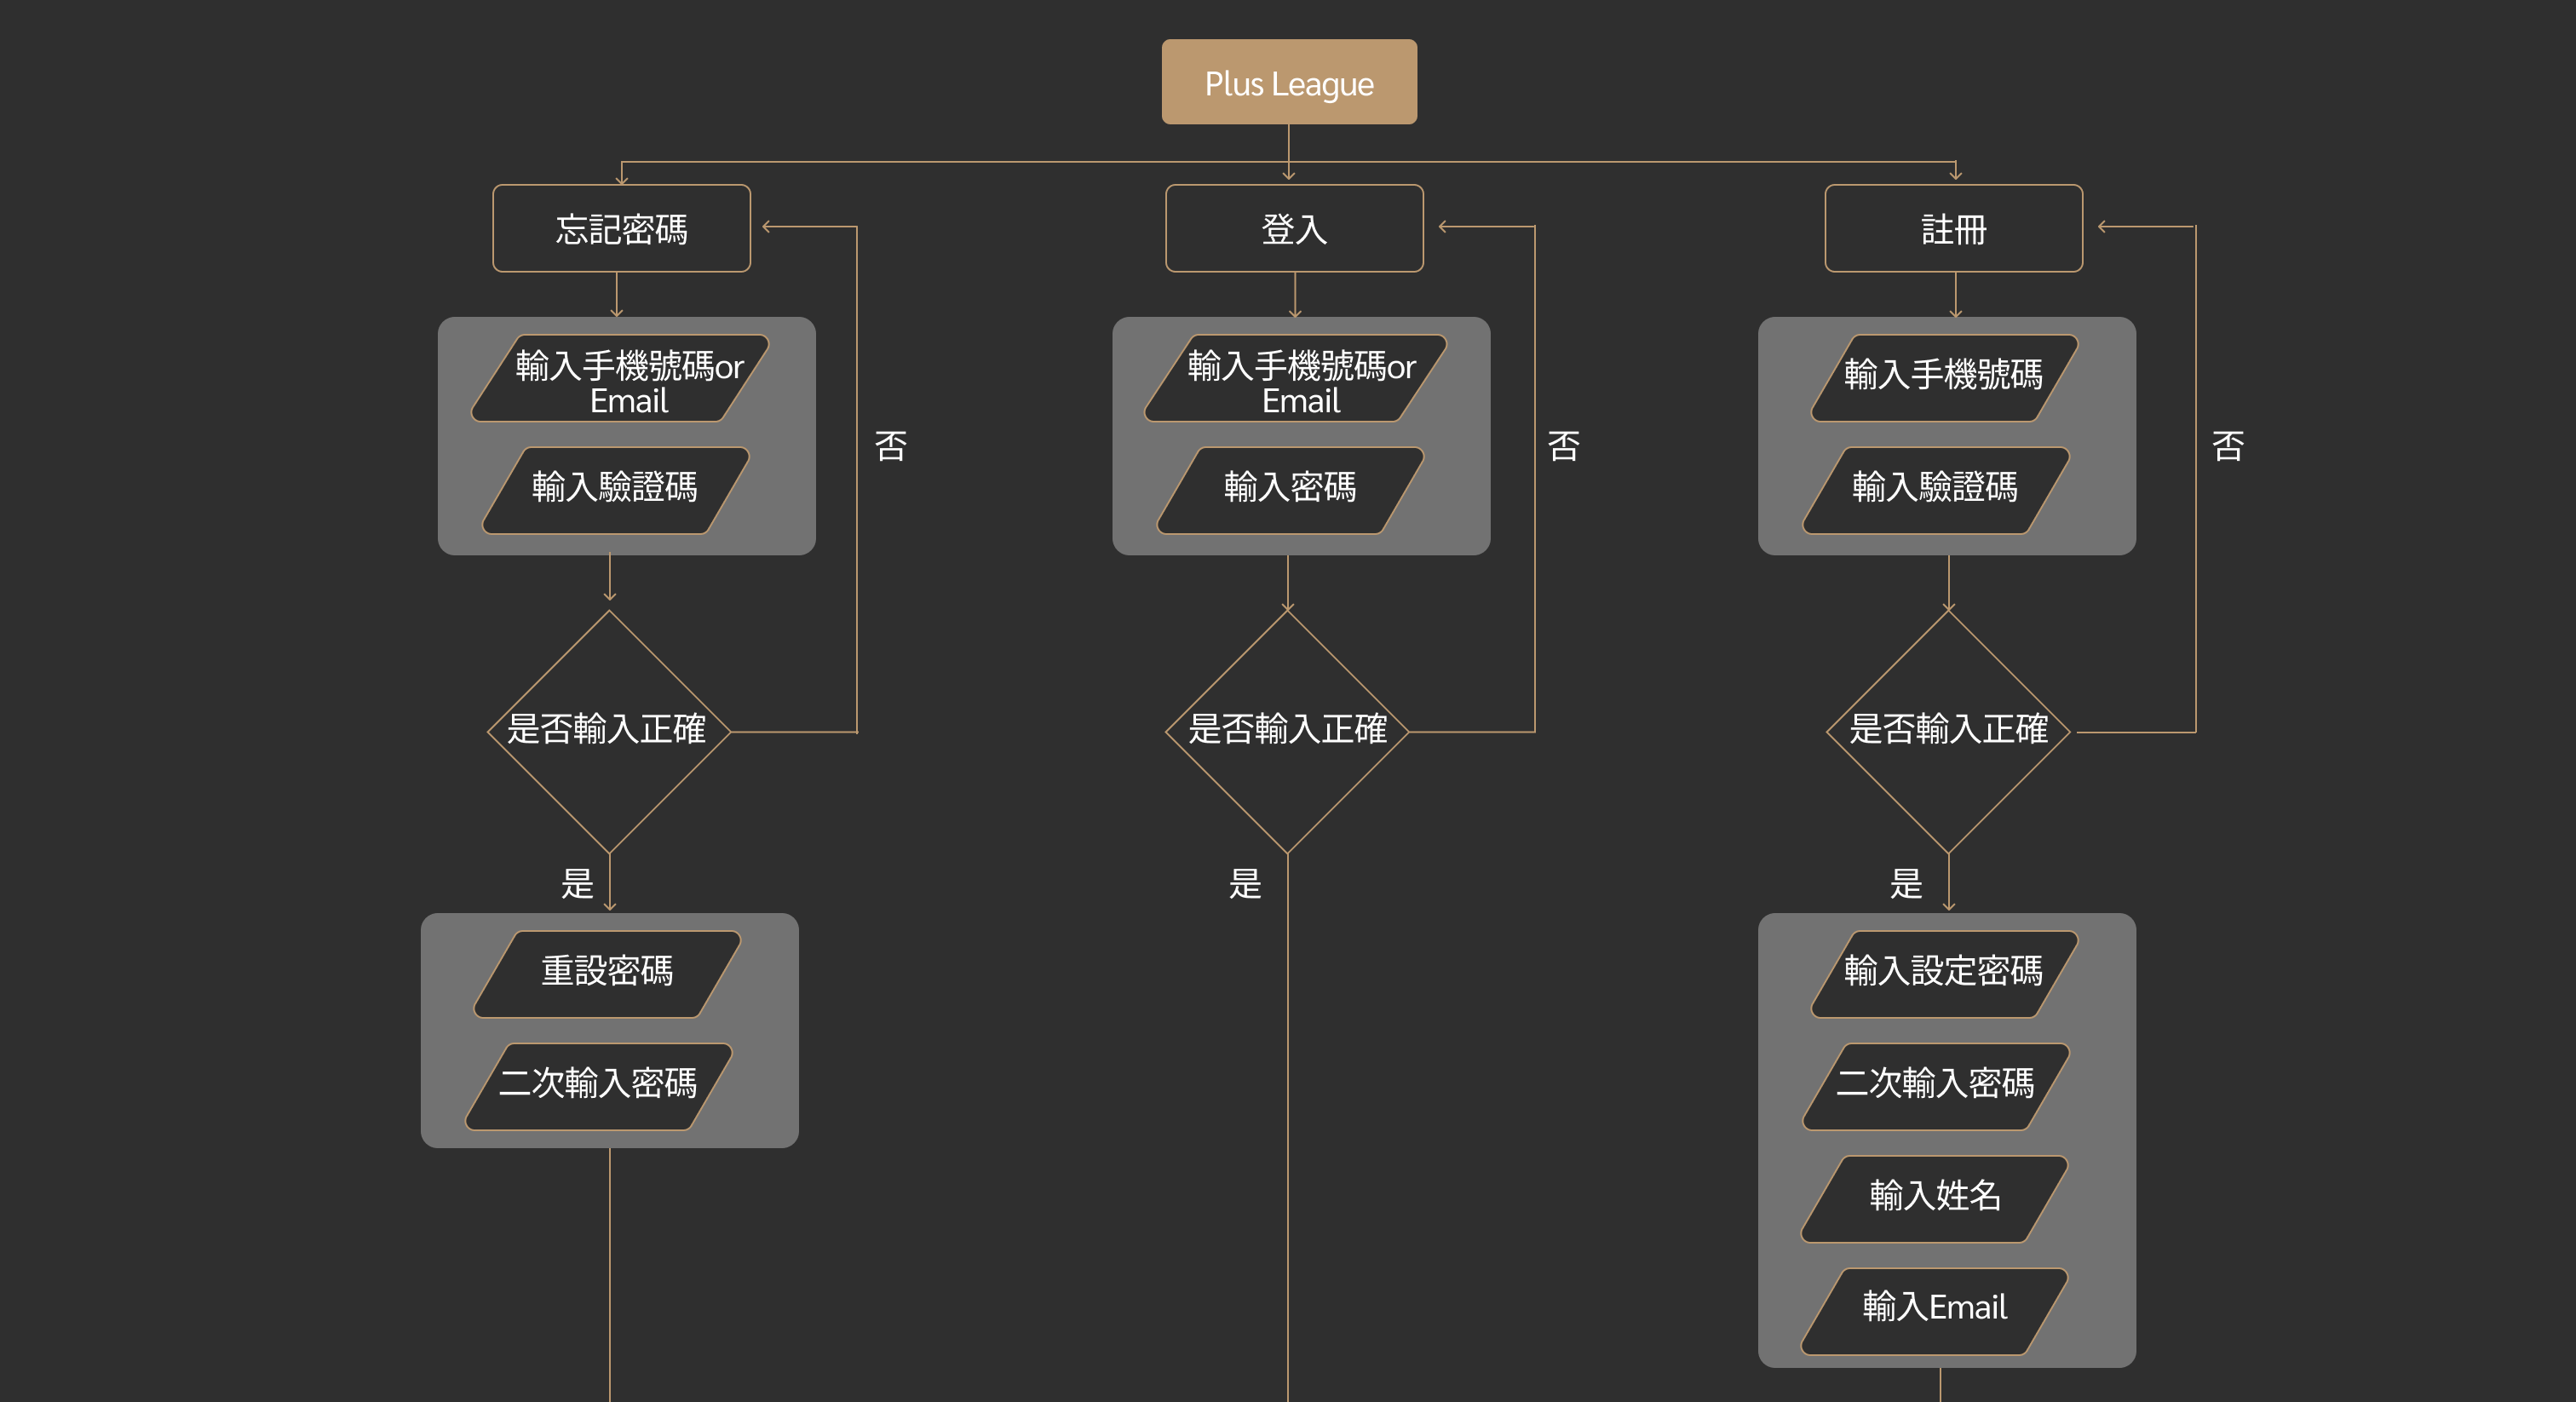 Plus League
忘記密碼
登入
註冊
輸入手機號碼or
Email
輸入手機號碼or
Email
輸入手機號碼
否
否
否
輸入驗證碼
輸入密碼
輸入驗證碼
是否輸入正確
是否輸入正確
是否輸入正確
是
是
是
重設密碼
輸入設定密碼
二次輸入密碼
二次輸入密碼
輸入姓名
輸入Email